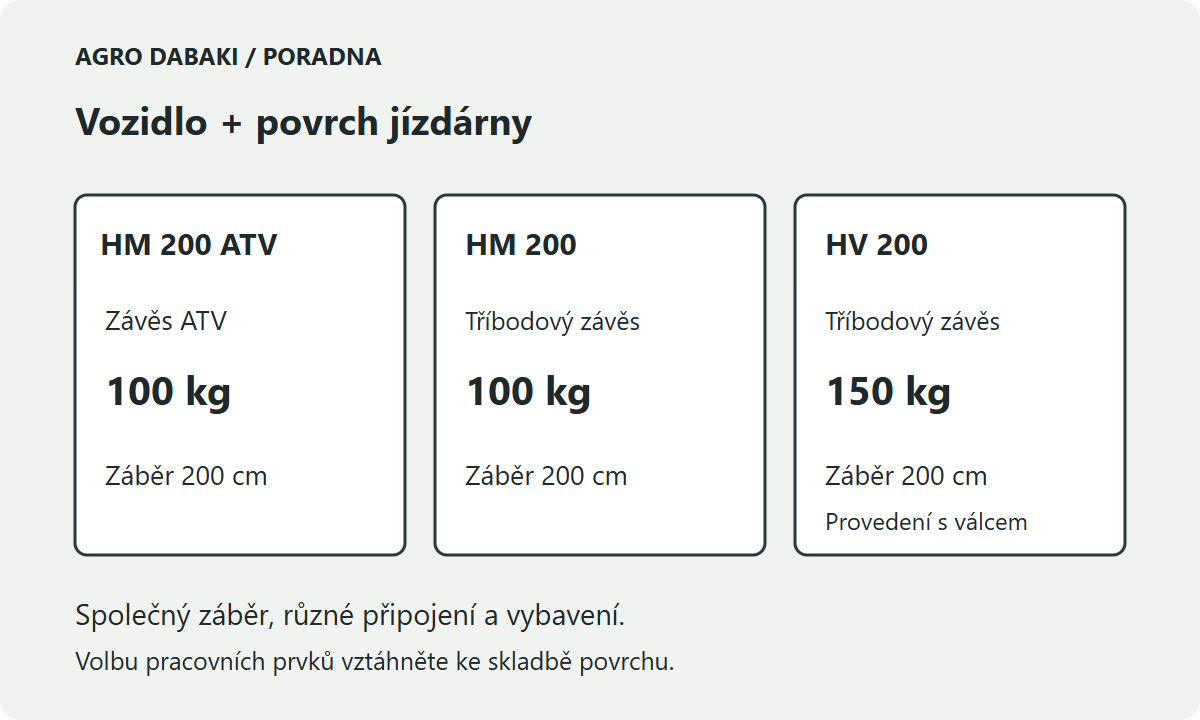 AGRO DABAKI / PORADNA
Vozidlo + povrch jízdárny
HM 200 ATV
Závěs ATV
100 kg
Záběr 200 cm
HM 200
Tříbodový závěs
100 kg
Záběr 200 cm
HV 200
Tříbodový závěs
150 kg
Záběr 200 cm
Provedení s válcem
Společný záběr, různé připojení a vybavení.
Volbu pracovních prvků vztáhněte ke skladbě povrchu.